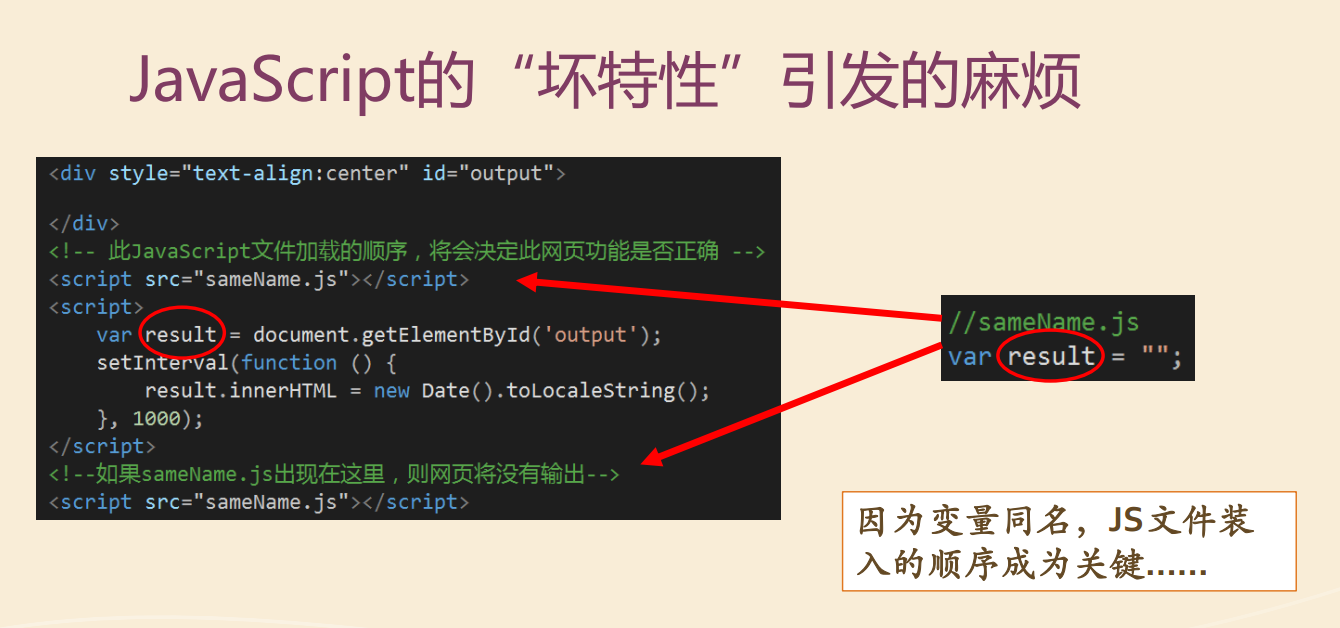 JavaScript的“坏特性”引发的麻烦
<div style="text-align:center" id="output">
</div>
<!-- 此JavaScript文件加载的顺序，将会决定此网页功能是否正确 -->
<script src="sameName.js"></script>
<script>
    var result = document.getElementById('output');
    setInterval(function () {
        result.innerHTML = new Date().toLocaleString();
    }, 1000);
</script>
<!--如果sameName.js出现在这里，则网页将没有输出-->
<script src="sameName.js"></script>
//sameName.js
var result = "";
因为变量同名，JS文件装
入的顺序成为关键……